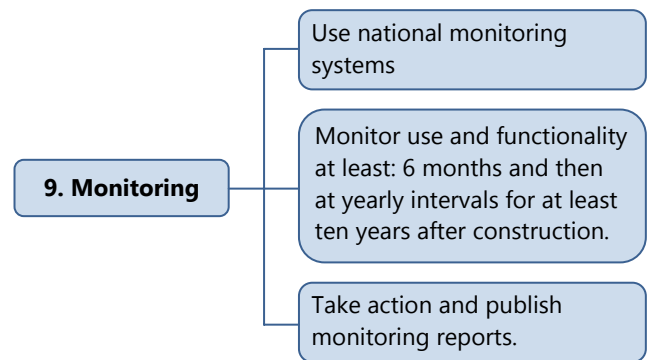 9. Monitoring
Use national monitoring
systems
Monitor use and functionality
at least: 6 months and then
at yearly intervals for at least
ten years after construction.
Take action and publish
monitoring reports.